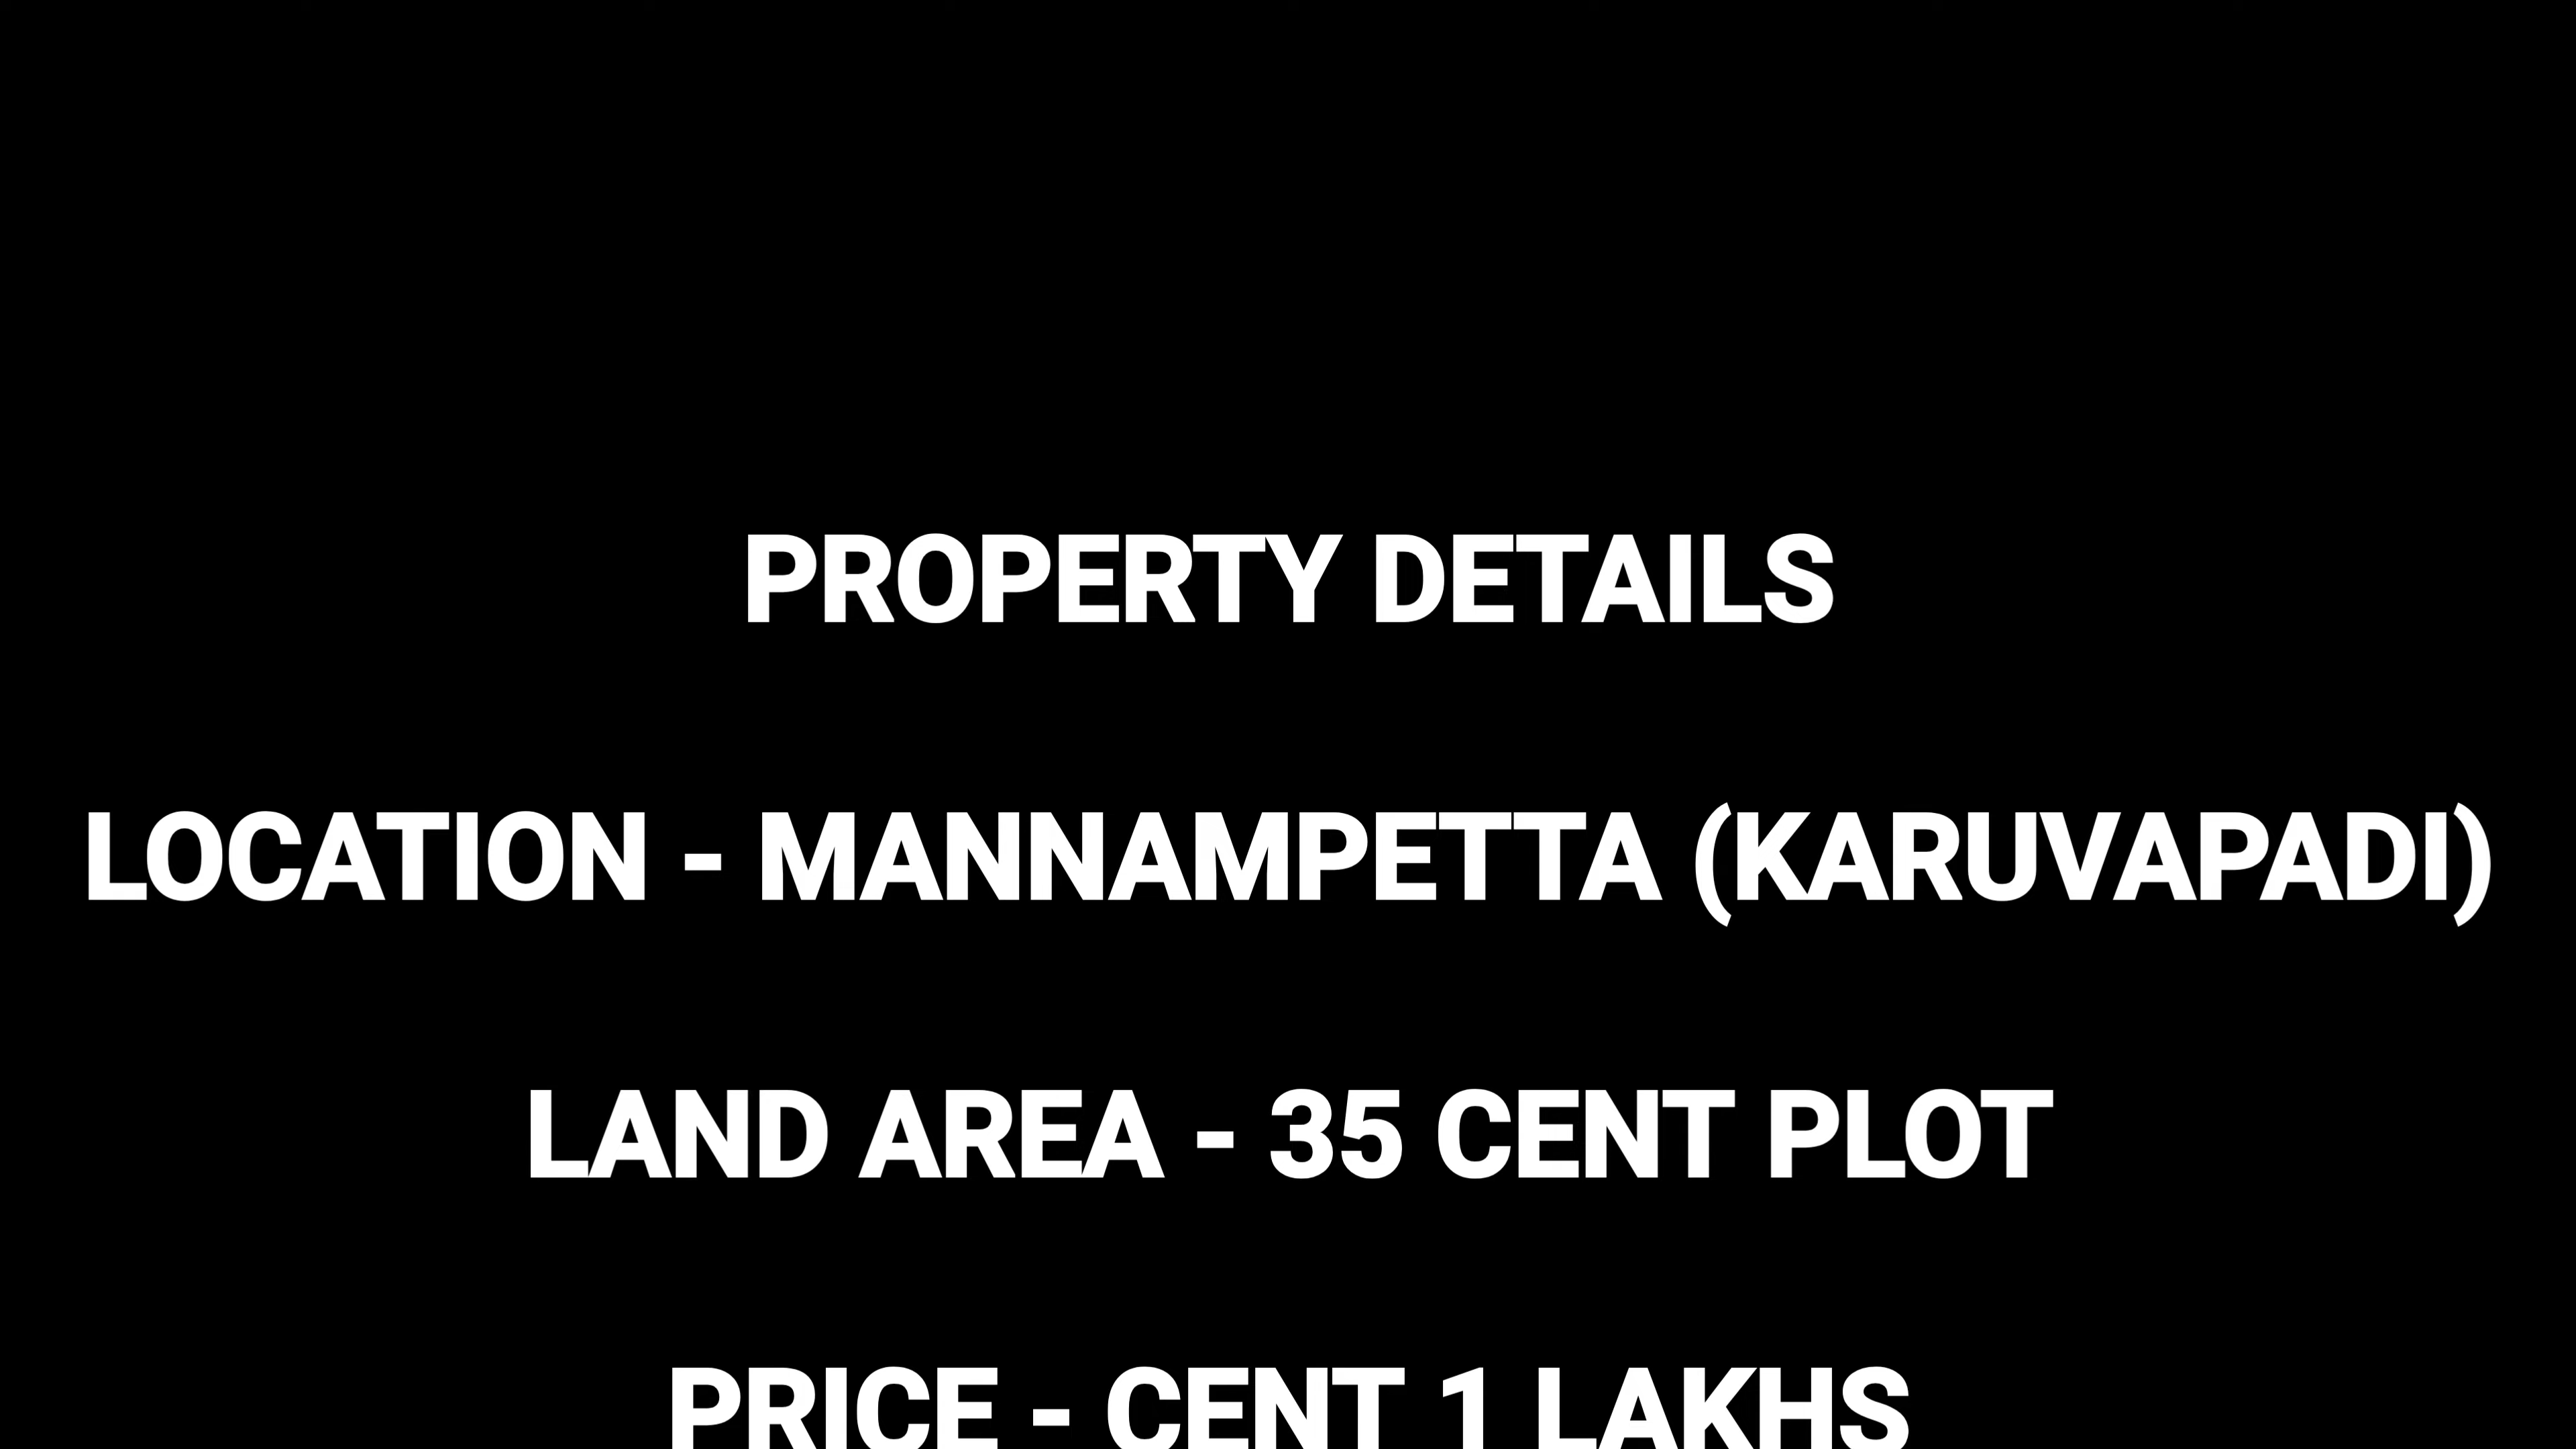 PROPERTY DETAILS
LOCATION - MANNAMPETTA (KARUVAPADI)
LAND AREA - 35 CENT PLOT
PRICE - CENT 1 LAKHS